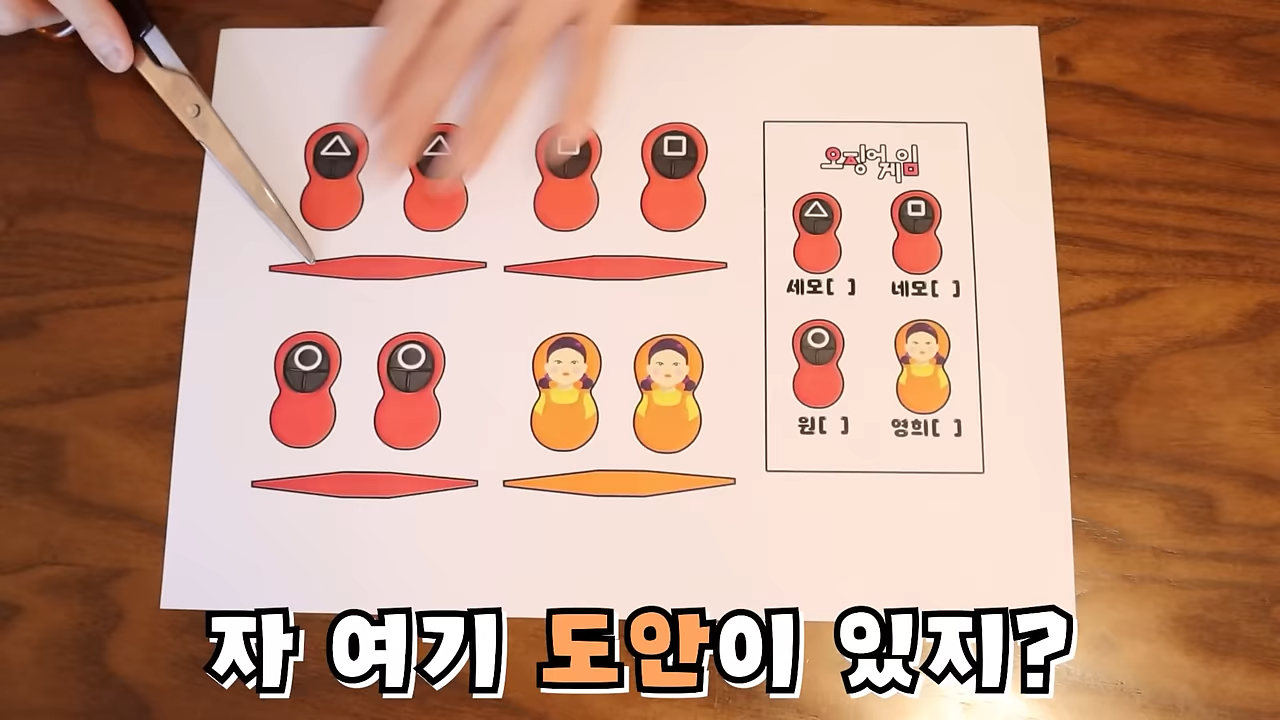 오징어게임
세모[ ]
네모[ ]
원[ ]
영희[ ]
자 여기 도안이 있지?